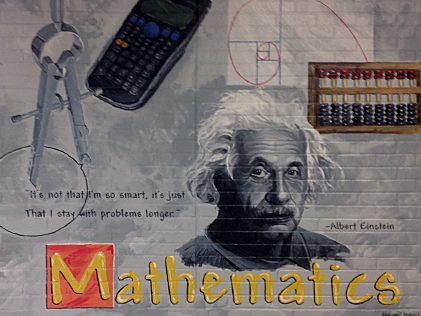 "It's not that I'm so smart, it's just
That I stay with problems longer."
-Albert Einstein
Mathematics